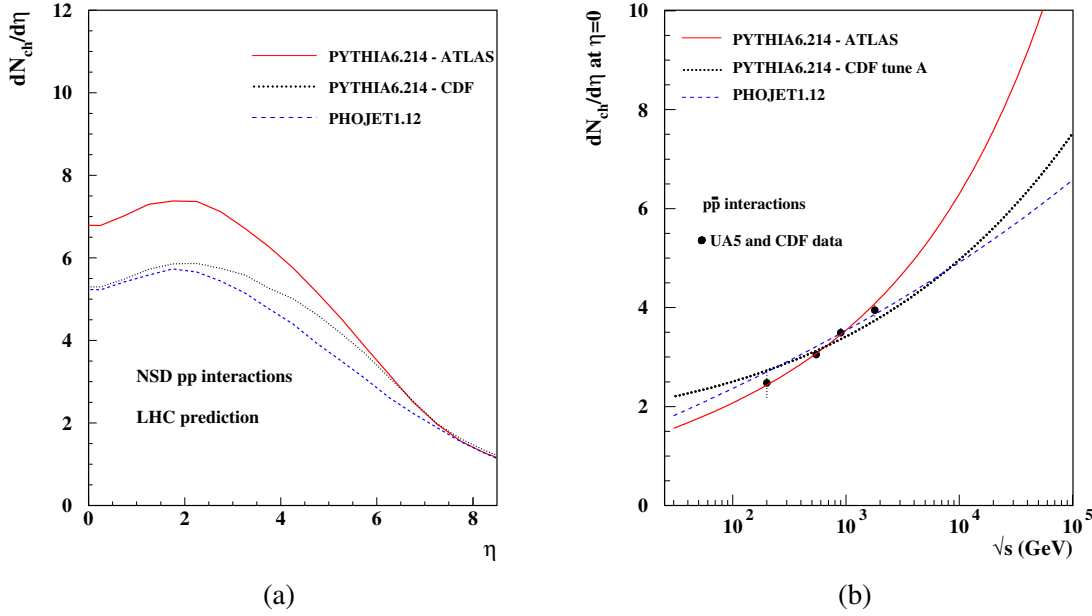 dN_ch/dη
12
10
8
6
4
2
0
PYTHIA6.214 - ATLAS
PYTHIA6.214 - CDF
PHOJET1.12
NSD pp interactions
LHC prediction
0 2 4 6 8
η
(a)
dN_ch/dη at η=0
10
8
6
4
2
0
PYTHIA6.214 - ATLAS
PYTHIA6.214 - CDF tune A
PHOJET1.12
pp̄ interactions
UA5 and CDF data
10^2 10^3 10^4 10^5
√s (GeV)
(b)